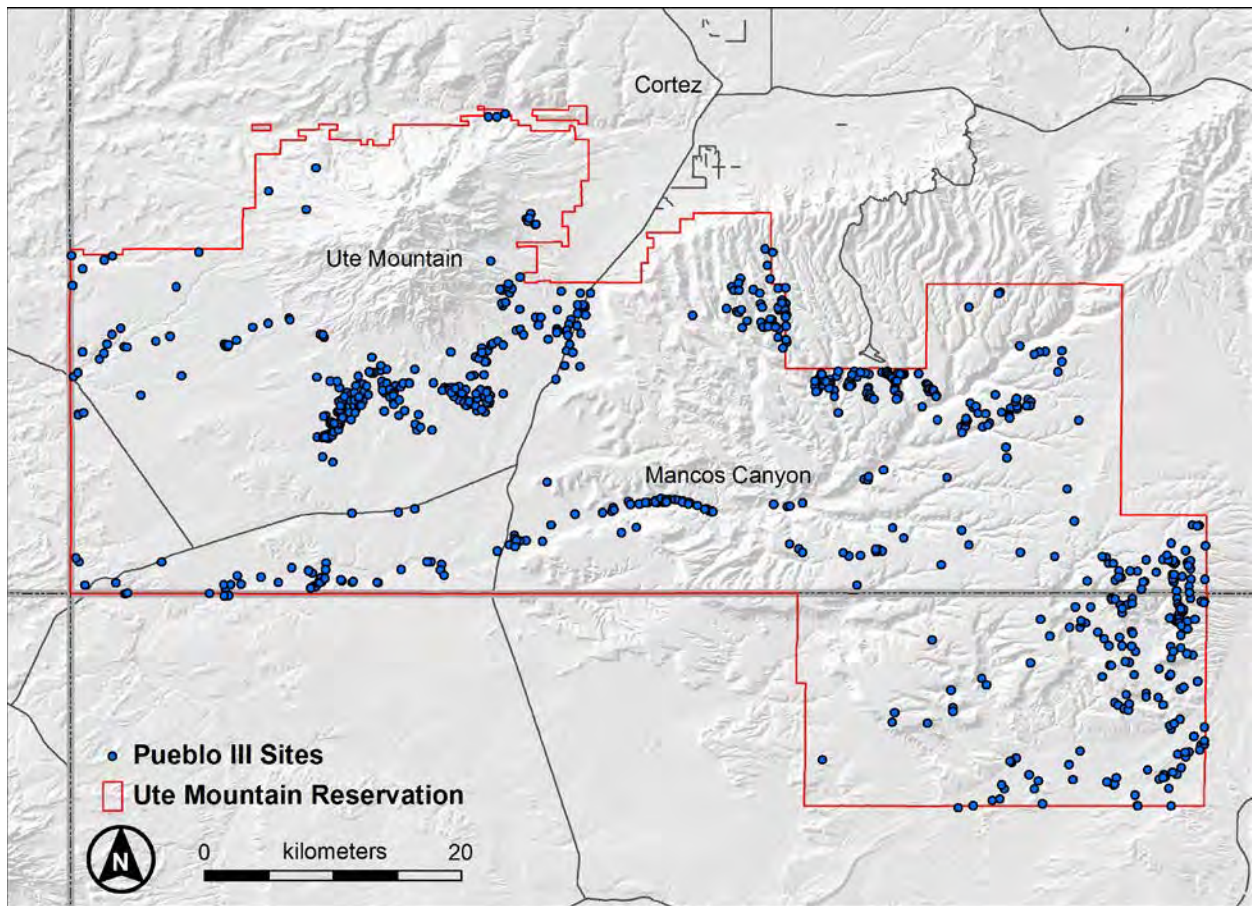 Cortez
Ute Mountain
Mancos Canyon
Pueblo III Sites
Ute Mountain Reservation
N
0 kilometers 20